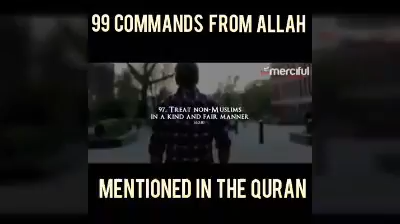 99 COMMANDS FROM ALLAH
merciful
97. TREAT NON-MUSLIMS
IN A KIND AND FAIR MANNER
MENTIONED IN THE QURAN